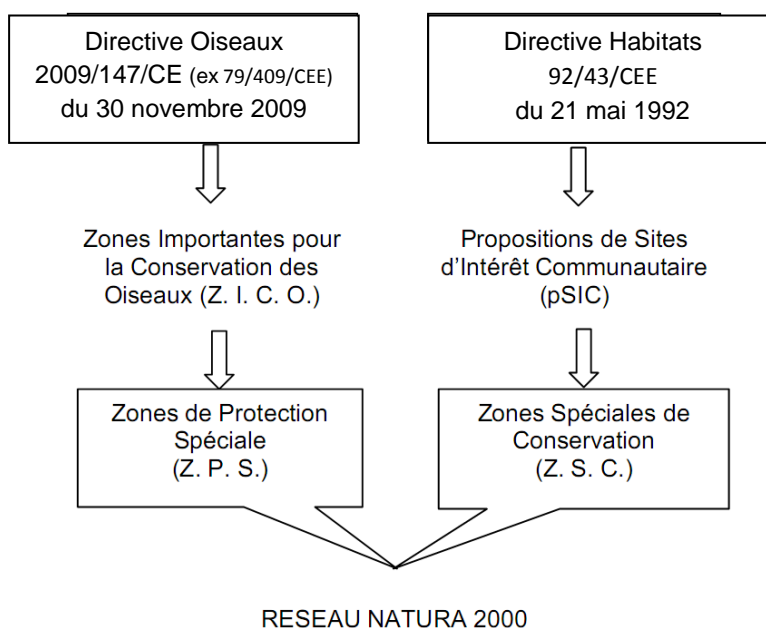 Directive Oiseaux
2009/147/CE (ex 79/409/CEE)
du 30 novembre 2009
Directive Habitats
92/43/CEE
du 21 mai 1992
Zones Importantes pour
la Conservation des
Oiseaux (Z. I. C. O.)
Propositions de Sites
d'Intérêt Communautaire
(pSIC)
Zones de Protection
Spéciale
(Z. P. S.)
Zones Spéciales de
Conservation
(Z. S. C.)
RESEAU NATURA 2000